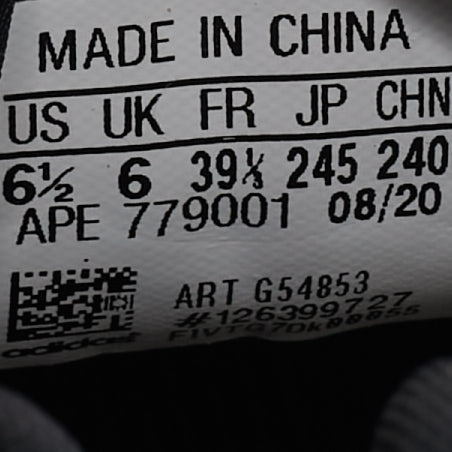 MADE IN CHINA
US UK FR JP CHN
6½ 6 39⅓ 245 240
APE 779001 08/20
ART G54853
#126399727
adidas